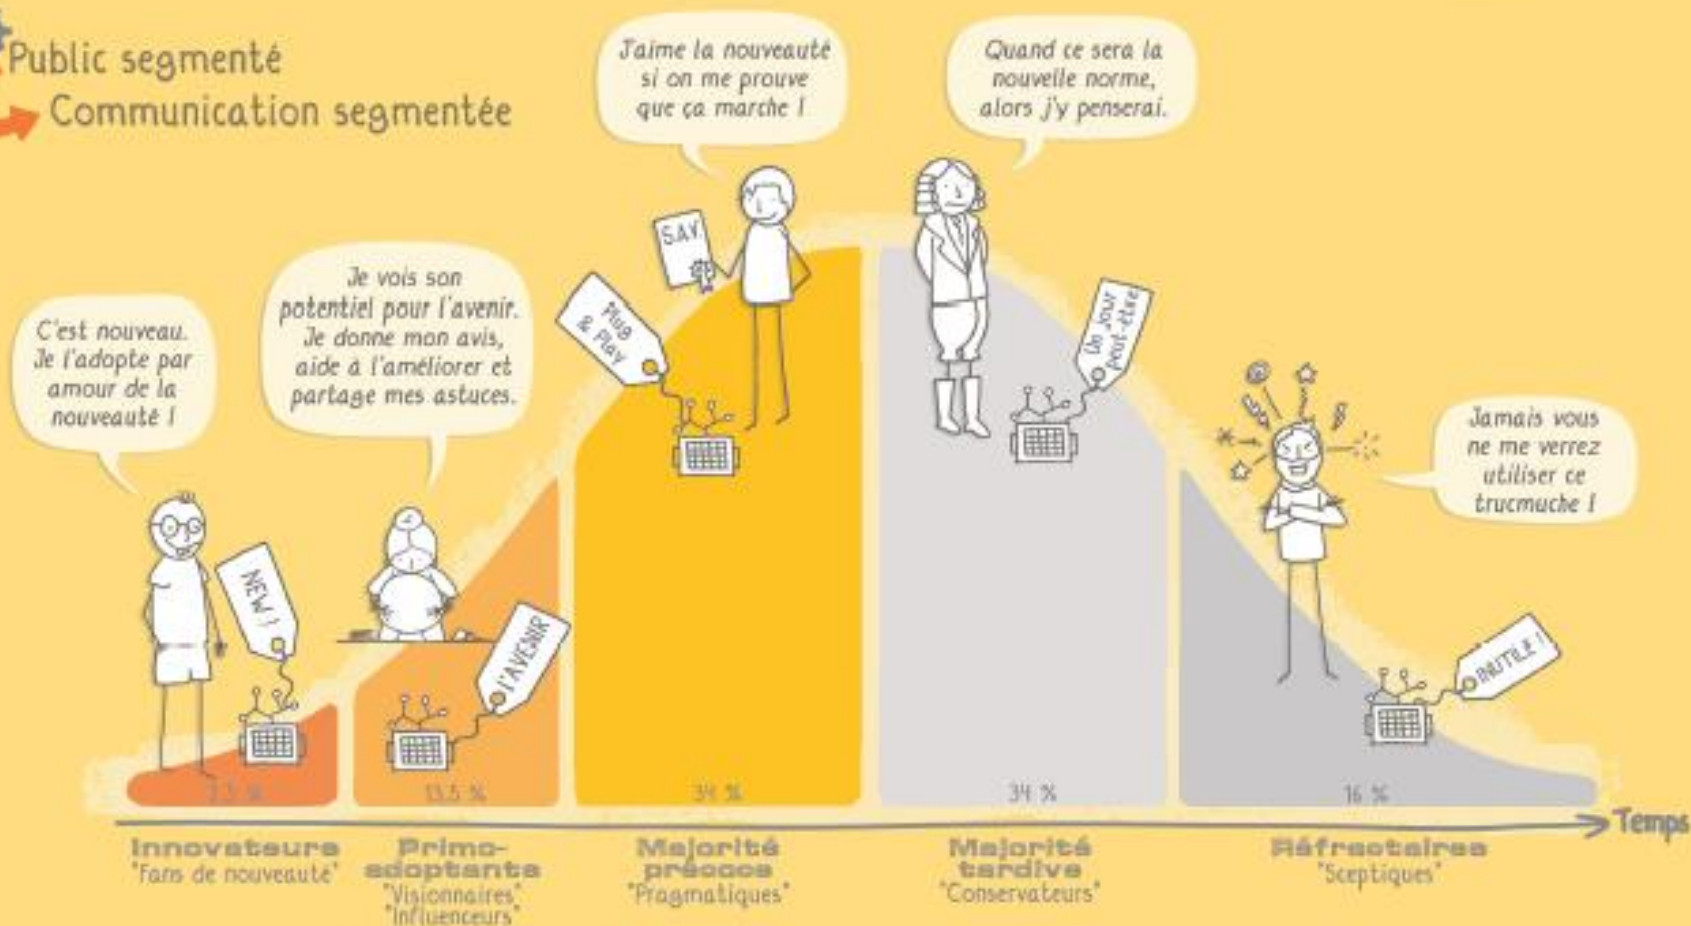 Public segmenté
Communication segmentée
J'aime la nouveauté
si on me prouve
que ça marche !
Quand ce sera la
nouvelle norme,
alors j'y penserai.
C'est nouveau.
Je l'adopte par
amour de la
nouveauté !
Je vois son
potentiel pour l'avenir.
Je donne mon avis,
aide à l'améliorer et
partage mes astuces.
Jamais vous
ne me verrez
utiliser ce
trucmuche !
S.A.V.
Plug
& Play
Un jour
peut-être
NEW !
l'AVENIR
INUTILE !
13,5 %
34 %
34 %
16 %
Temps
Innovateurs
"Fans de nouveauté"
Primo-
adoptants
"Visionnaires"
"Influenceurs"
Majorité
précoce
"Pragmatiques"
Majorité
tardive
"Conservateurs"
Réfractaires
"Sceptiques"